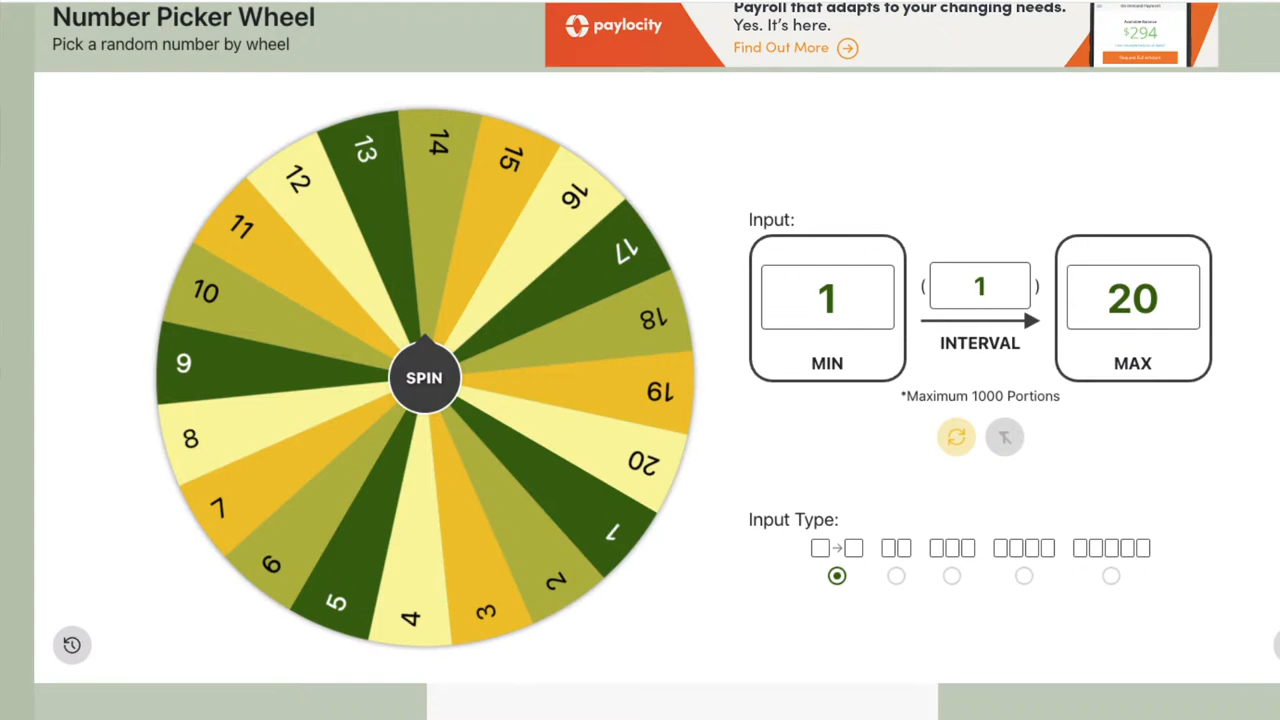 Number Picker Wheel
Pick a random number by wheel
paylocity
Payroll that adapts to your changing needs.
Yes. It's here.
Find Out More
Available Balance
$294
14
13
15
12
16
11
17
10
18
9
19
8
20
7
1
6
2
5
3
4
SPIN
Input:
1
MIN
( 1 )
INTERVAL
20
MAX
*Maximum 1000 Portions
Input Type: